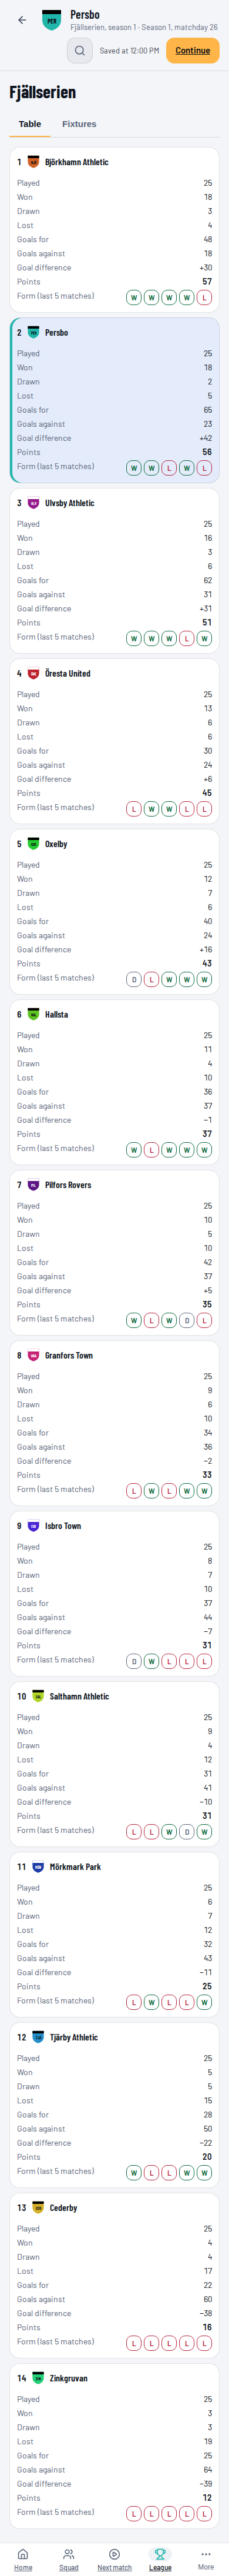 PER
Persbo
Fjällserien, season 1 · Season 1, matchday 26
Saved at 12:00 PM
Continue
Fjällserien
Table
Fixtures
1 Björkhamn Athletic
Played 25
Won 18
Drawn 3
Lost 4
Goals for 48
Goals against 18
Goal difference +30
Points 57
Form (last 5 matches) W W W W L
2 Persbo
Played 25
Won 18
Drawn 2
Lost 5
Goals for 65
Goals against 23
Goal difference +42
Points 56
Form (last 5 matches) W W L W L
3 Ulvsby Athletic
Played 25
Won 16
Drawn 3
Lost 6
Goals for 62
Goals against 31
Goal difference +31
Points 51
Form (last 5 matches) W W W L W
4 Öresta United
Played 25
Won 13
Drawn 6
Lost 6
Goals for 30
Goals against 24
Goal difference +6
Points 45
Form (last 5 matches) L W W L L
5 Oxelby
Played 25
Won 12
Drawn 7
Lost 6
Goals for 40
Goals against 24
Goal difference +16
Points 43
Form (last 5 matches) D L W W W
6 Hallsta
Played 25
Won 11
Drawn 4
Lost 10
Goals for 36
Goals against 37
Goal difference −1
Points 37
Form (last 5 matches) W L W W W
7 Pilfors Rovers
Played 25
Won 10
Drawn 5
Lost 10
Goals for 42
Goals against 37
Goal difference +5
Points 35
Form (last 5 matches) W L W D L
8 Granfors Town
Played 25
Won 9
Drawn 6
Lost 10
Goals for 34
Goals against 36
Goal difference −2
Points 33
Form (last 5 matches) L W L W W
9 Isbro Town
Played 25
Won 8
Drawn 7
Lost 10
Goals for 37
Goals against 44
Goal difference −7
Points 31
Form (last 5 matches) D W L L L
10 Salthamn Athletic
Played 25
Won 9
Drawn 4
Lost 12
Goals for 31
Goals against 41
Goal difference −10
Points 31
Form (last 5 matches) L L W D W
11 Mörkmark Park
Played 25
Won 6
Drawn 7
Lost 12
Goals for 32
Goals against 43
Goal difference −11
Points 25
Form (last 5 matches) L W L L W
12 Tjärby Athletic
Played 25
Won 5
Drawn 5
Lost 15
Goals for 28
Goals against 50
Goal difference −22
Points 20
Form (last 5 matches) W L L W W
13 Cederby
Played 25
Won 4
Drawn 4
Lost 17
Goals for 22
Goals against 60
Goal difference −38
Points 16
Form (last 5 matches) L L L L L
14 Zinkgruvan
Played 25
Won 3
Drawn 3
Lost 19
Goals for 25
Goals against 64
Goal difference −39
Points 12
Form (last 5 matches) L L L L L
Home
Squad
Next match
League
More